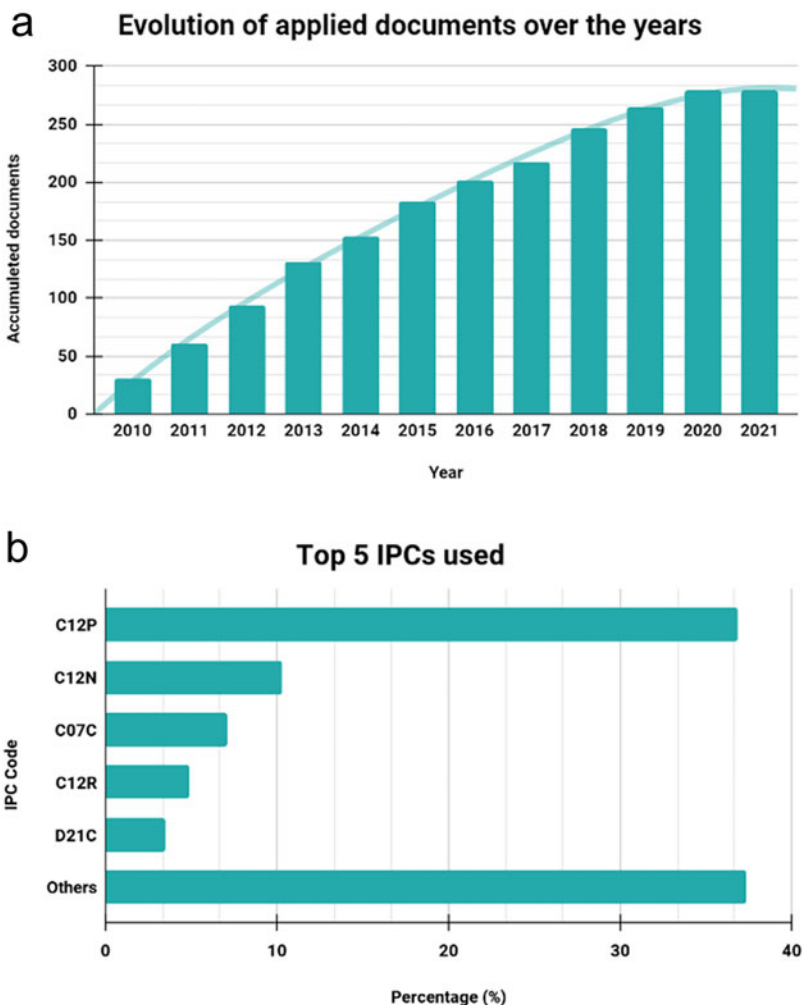 a
Evolution of applied documents over the years
300
250
200
150
100
50
0
Accumuleted documents
2010 2011 2012 2013 2014 2015 2016 2017 2018 2019 2020 2021
Year
b
Top 5 IPCs used
IPC Code
C12P
C12N
C07C
C12R
D21C
Others
0 10 20 30 40
Percentage (%)